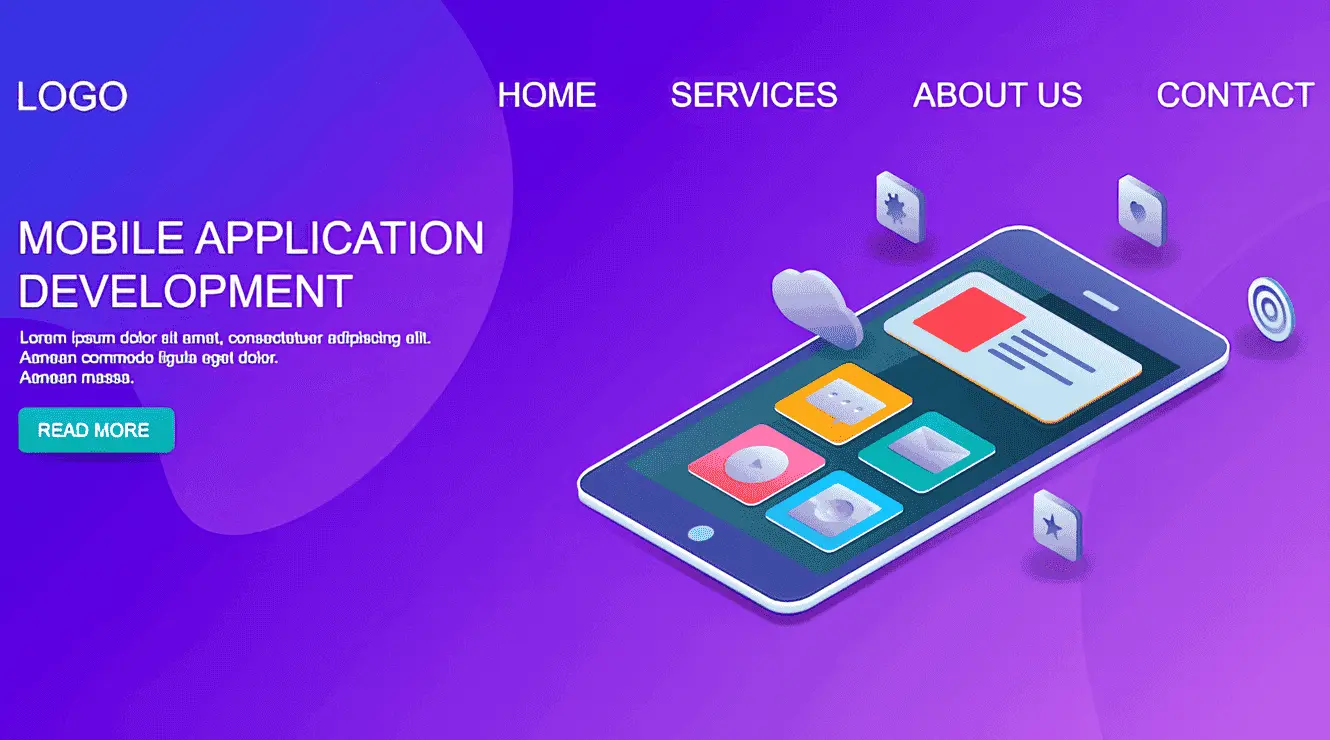 LOGO
HOME
SERVICES
ABOUT US
CONTACT
MOBILE APPLICATION
DEVELOPMENT
Lorem ipsum dolor sit amet, consectetuer adipiscing elit.
Aenean commodo ligula eget dolor.
Aenean massa.
READ MORE